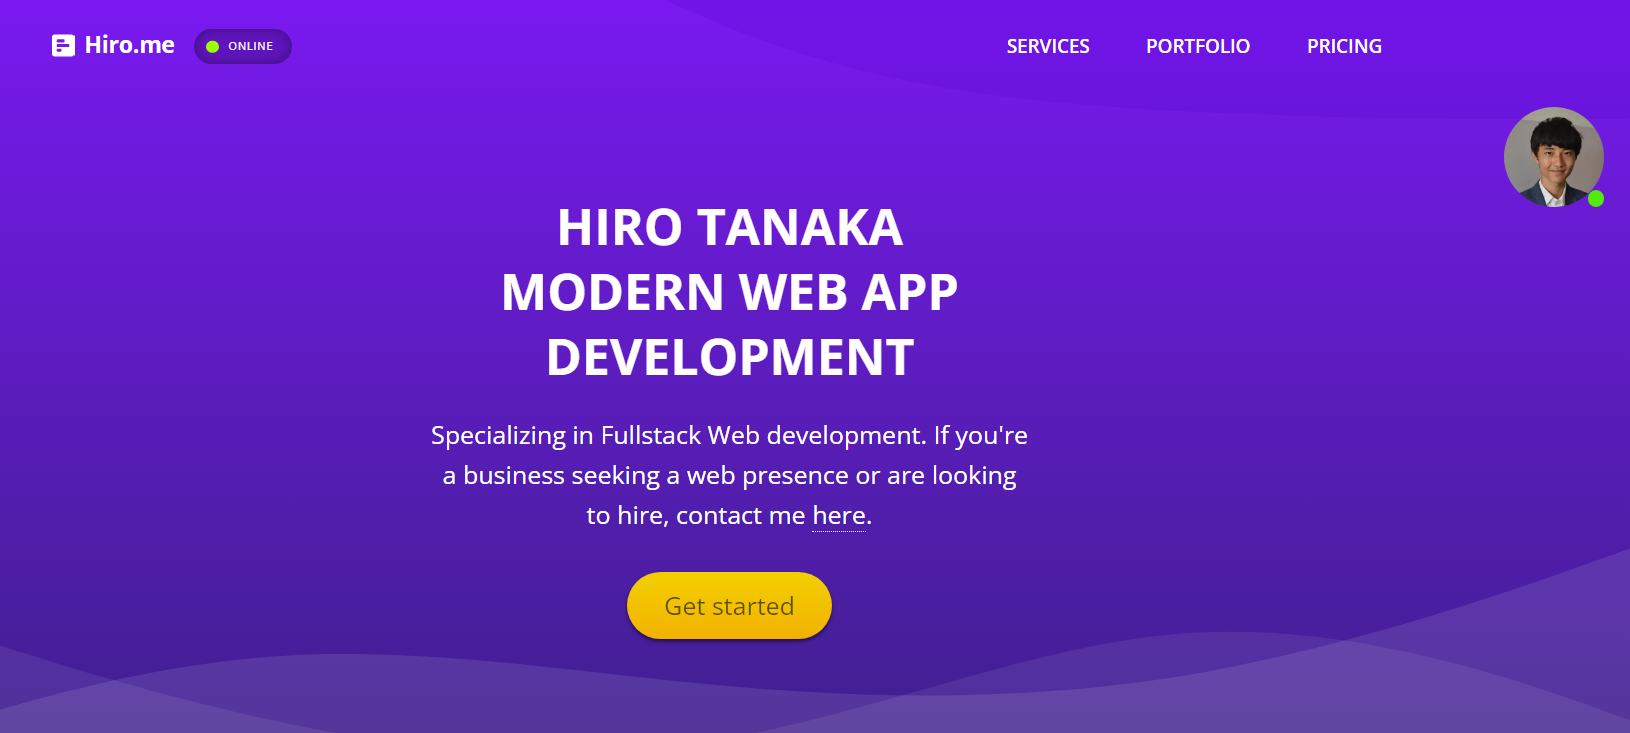 Hiro.me
ONLINE
SERVICES
PORTFOLIO
PRICING
HIRO TANAKA
MODERN WEB APP
DEVELOPMENT
Specializing in Fullstack Web development. If you're
a business seeking a web presence or are looking
to hire, contact me here.
Get started